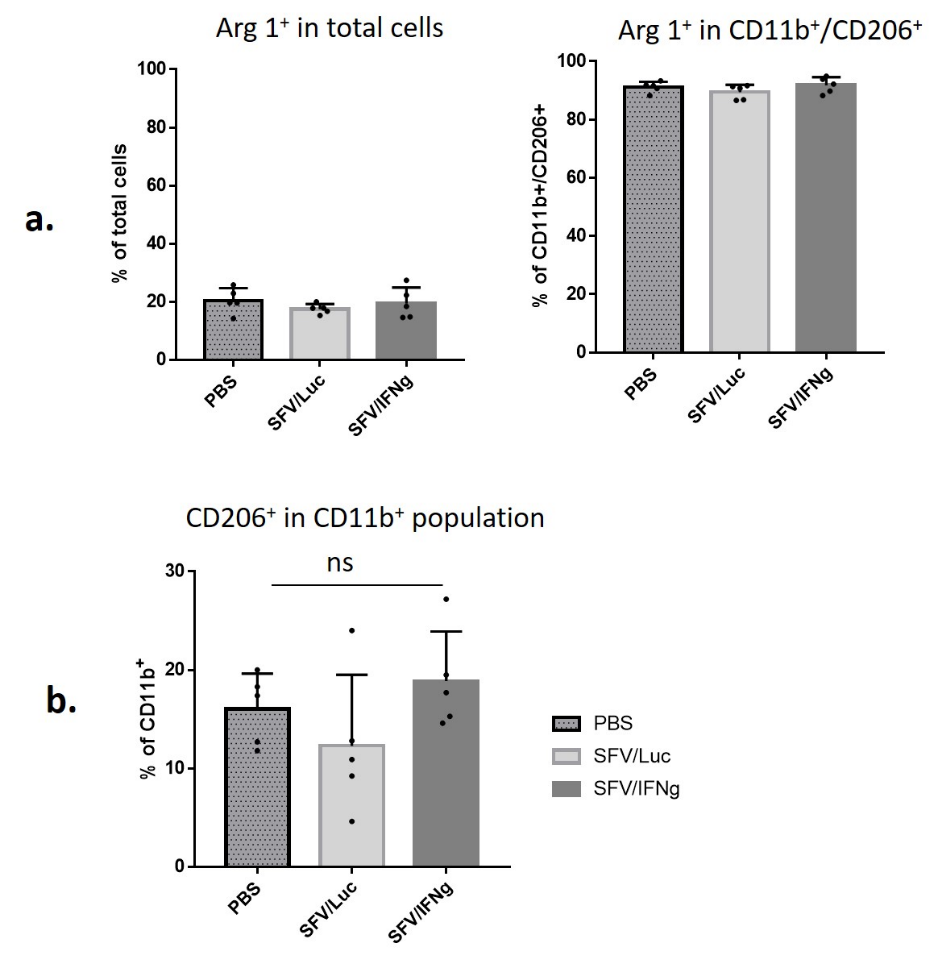 Arg 1⁺ in total cells
Arg 1⁺ in CD11b⁺/CD206⁺
a.
% of total cells
100
80
60
40
20
0
PBS
SFV/Luc
SFV/IFNg
% of CD11b+/CD206+
100
80
60
40
20
0
PBS
SFV/Luc
SFV/IFNg
CD206⁺ in CD11b⁺ population
ns
b.
% of CD11b⁺
30
20
10
0
PBS
SFV/Luc
SFV/IFNg
PBS
SFV/Luc
SFV/IFNg